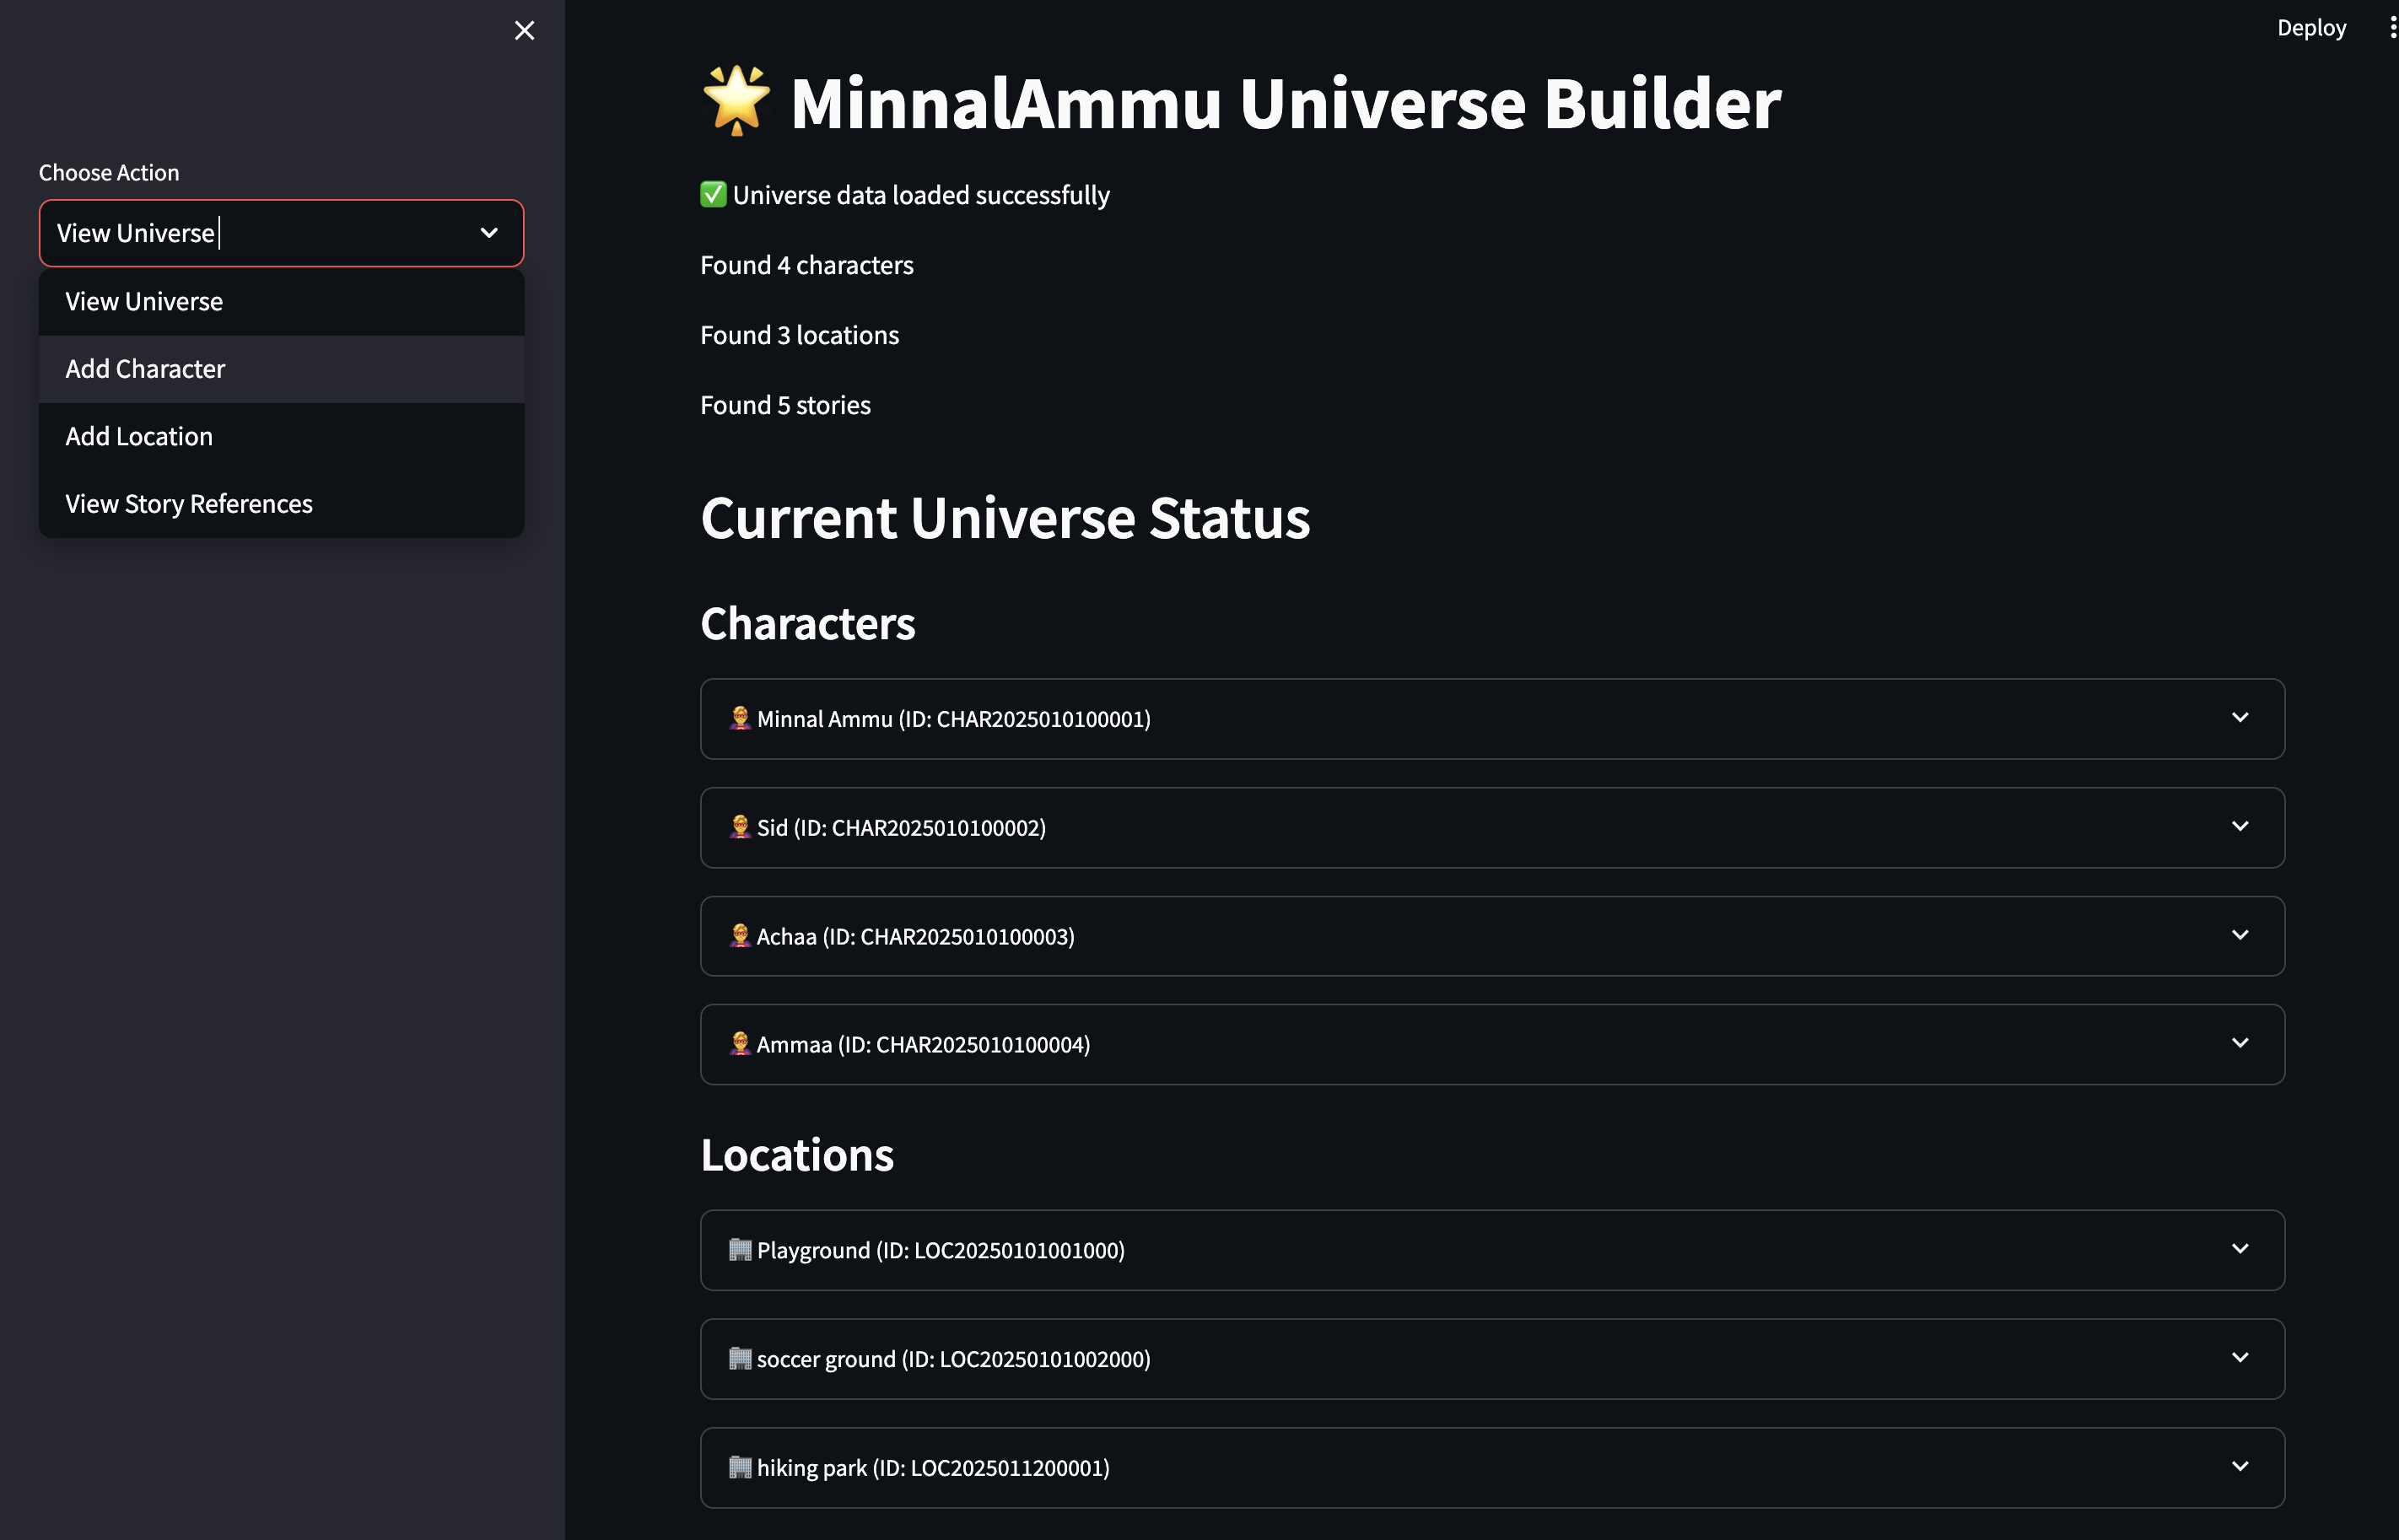 Choose Action
View Universe
View Universe
Add Character
Add Location
View Story References
Deploy
MinnalAmmu Universe Builder
Universe data loaded successfully
Found 4 characters
Found 3 locations
Found 5 stories
Current Universe Status
Characters
Minnal Ammu (ID: CHAR2025010100001)
Sid (ID: CHAR2025010100002)
Achaa (ID: CHAR2025010100003)
Ammaa (ID: CHAR2025010100004)
Locations
Playground (ID: LOC20250101001000)
soccer ground (ID: LOC20250101002000)
hiking park (ID: LOC2025011200001)